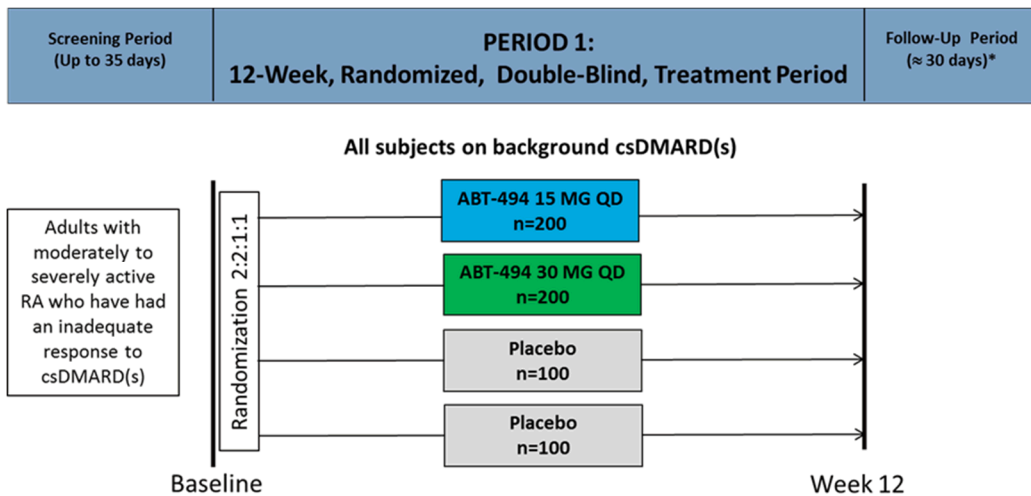 Screening Period
(Up to 35 days)
PERIOD 1:
12-Week, Randomized, Double-Blind, Treatment Period
Follow-Up Period
(≈ 30 days)*
All subjects on background csDMARD(s)
Adults with
moderately to
severely active
RA who have had
an inadequate
response to
csDMARD(s)
Randomization 2:2:1:1
ABT-494 15 MG QD
n=200
ABT-494 30 MG QD
n=200
Placebo
n=100
Placebo
n=100
Baseline
Week 12